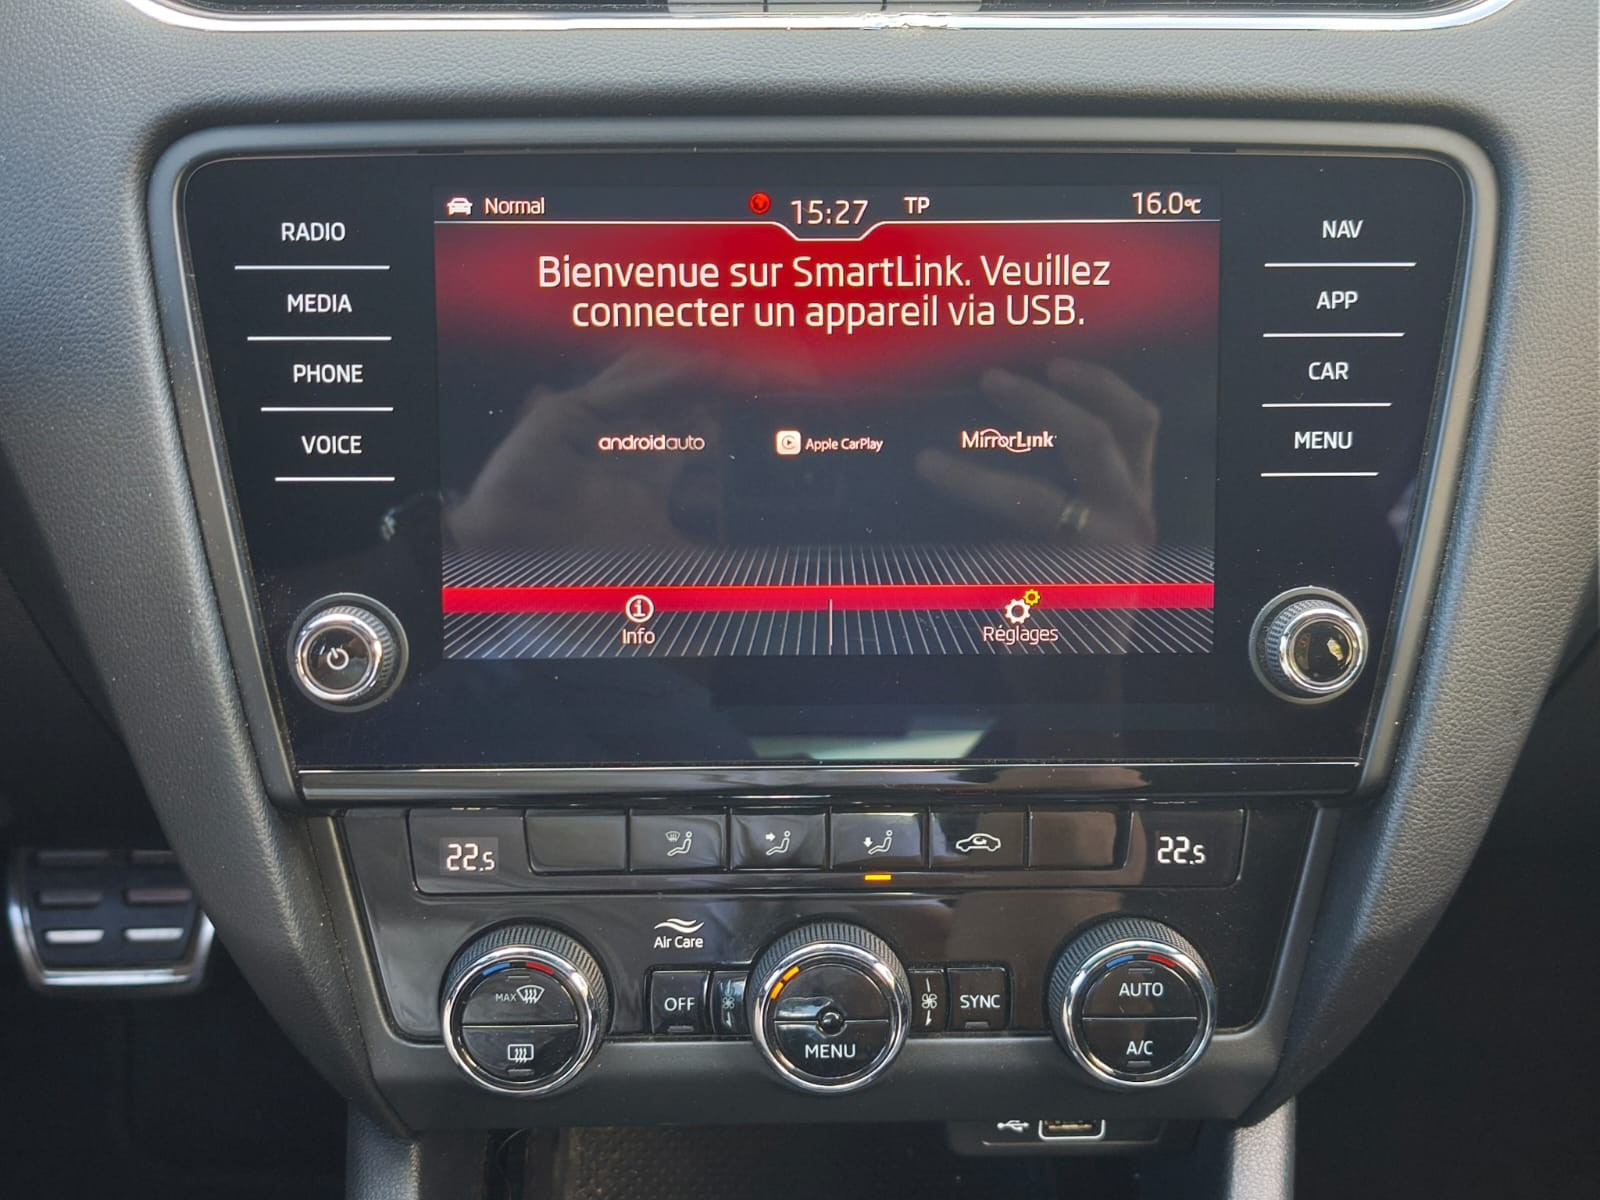 Normal
15:27
TP
16.0°C
RADIO
MEDIA
PHONE
VOICE
Bienvenue sur SmartLink. Veuillez
connecter un appareil via USB.
androidauto
Apple CarPlay
MirrorLink
Info
Réglages
NAV
APP
CAR
MENU
22.5
22.5
Air Care
MAX
OFF
MENU
SYNC
AUTO
A/C